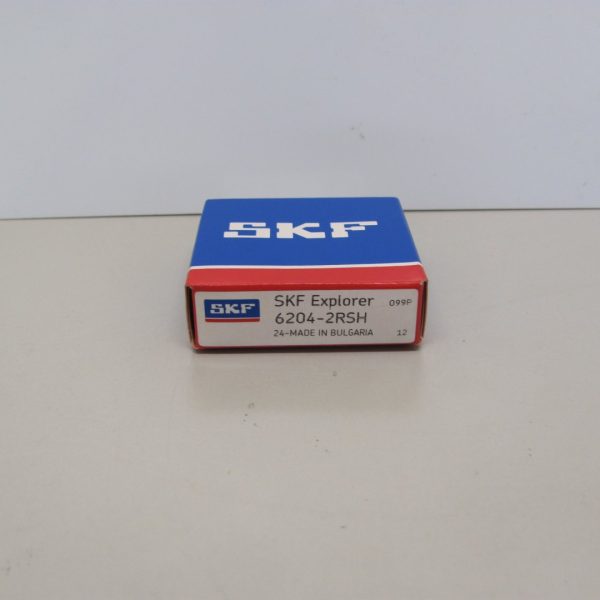 SKF
SKF SKF Explorer 099P
6204-2RSH
24-MADE IN BULGARIA 12